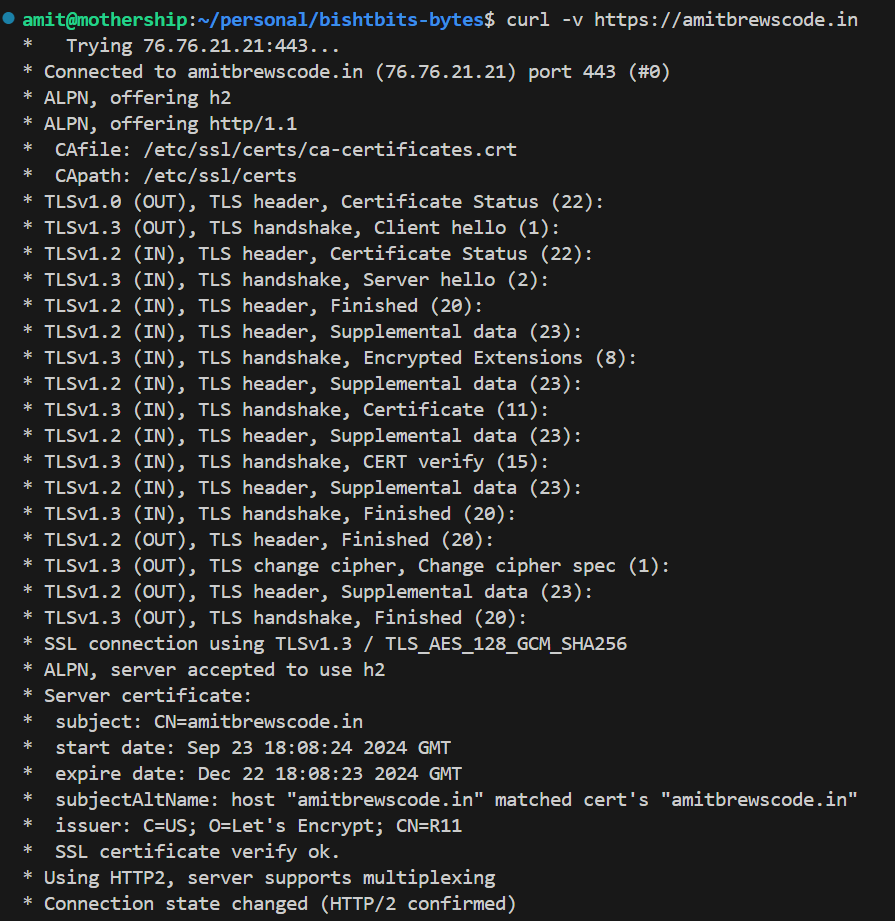 amit@mothership:~/personal/bishtbits-bytes$ curl -v https://amitbrewscode.in
*   Trying 76.76.21.21:443...
* Connected to amitbrewscode.in (76.76.21.21) port 443 (#0)
* ALPN, offering h2
* ALPN, offering http/1.1
*  CAfile: /etc/ssl/certs/ca-certificates.crt
*  CApath: /etc/ssl/certs
* TLSv1.0 (OUT), TLS header, Certificate Status (22):
* TLSv1.3 (OUT), TLS handshake, Client hello (1):
* TLSv1.2 (IN), TLS header, Certificate Status (22):
* TLSv1.3 (IN), TLS handshake, Server hello (2):
* TLSv1.2 (IN), TLS header, Finished (20):
* TLSv1.2 (IN), TLS header, Supplemental data (23):
* TLSv1.3 (IN), TLS handshake, Encrypted Extensions (8):
* TLSv1.2 (IN), TLS header, Supplemental data (23):
* TLSv1.3 (IN), TLS handshake, Certificate (11):
* TLSv1.2 (IN), TLS header, Supplemental data (23):
* TLSv1.3 (IN), TLS handshake, CERT verify (15):
* TLSv1.2 (IN), TLS header, Supplemental data (23):
* TLSv1.3 (IN), TLS handshake, Finished (20):
* TLSv1.2 (OUT), TLS header, Finished (20):
* TLSv1.3 (OUT), TLS change cipher, Change cipher spec (1):
* TLSv1.2 (OUT), TLS header, Supplemental data (23):
* TLSv1.3 (OUT), TLS handshake, Finished (20):
* SSL connection using TLSv1.3 / TLS_AES_128_GCM_SHA256
* ALPN, server accepted to use h2
* Server certificate:
*  subject: CN=amitbrewscode.in
*  start date: Sep 23 18:08:24 2024 GMT
*  expire date: Dec 22 18:08:23 2024 GMT
*  subjectAltName: host "amitbrewscode.in" matched cert's "amitbrewscode.in"
*  issuer: C=US; O=Let's Encrypt; CN=R11
*  SSL certificate verify ok.
* Using HTTP2, server supports multiplexing
* Connection state changed (HTTP/2 confirmed)